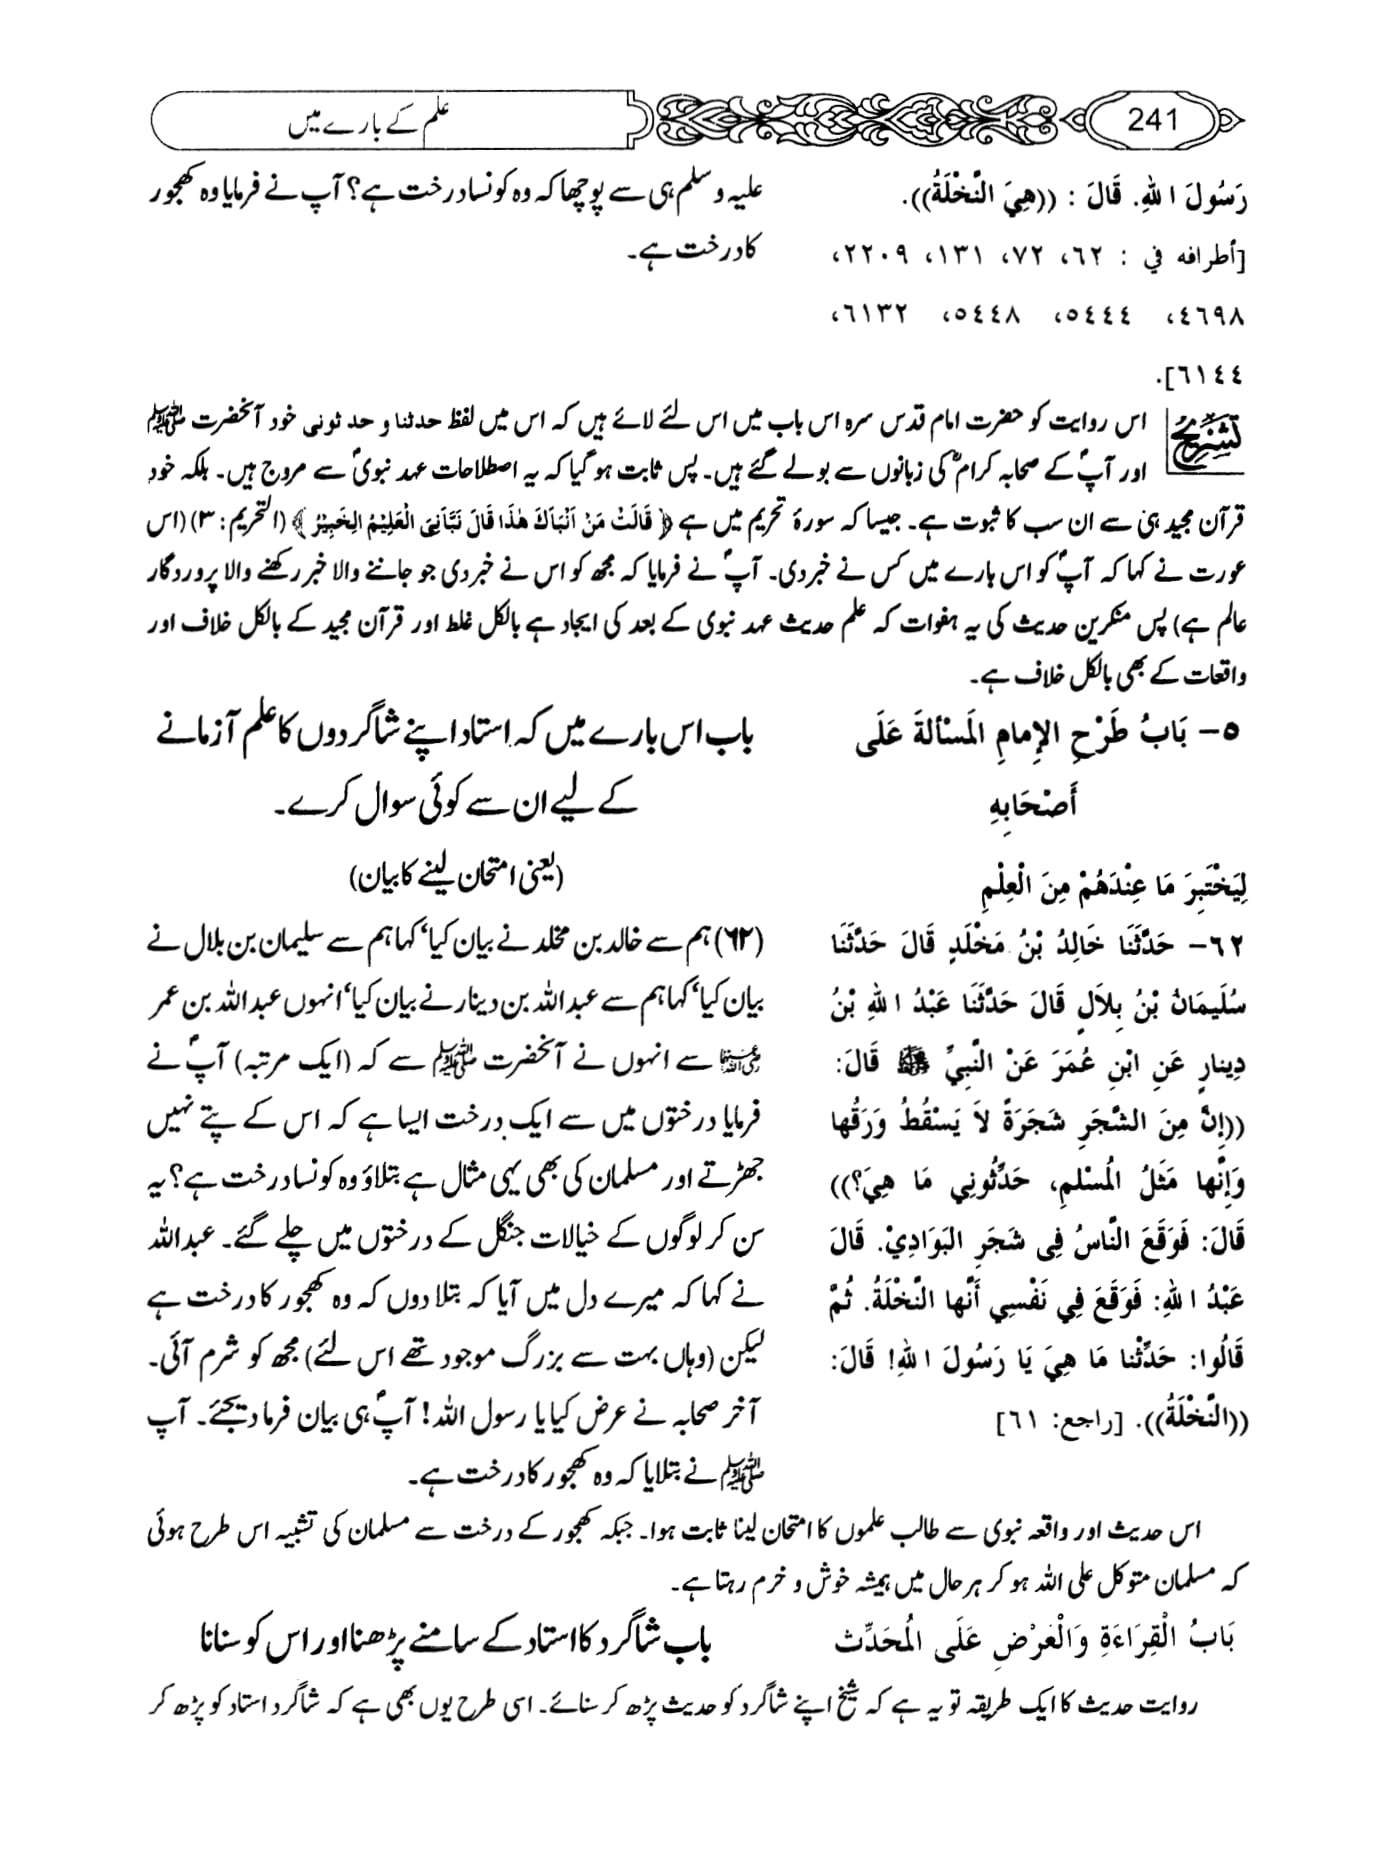 علم کے بارے میں
241
رَسُولَ اللهِ. قَالَ : ((هِيَ النَّخْلَةُ)).
[أطرافه في : ٦٢، ٧٢، ١٣١، ٢٢٠٩،
٤٦٩٨، ٥٤٤٤، ٥٤٤٨، ٦١٣٢،
٦١٤٤].
علیہ وسلم ہی سے پوچھا کہ وہ کونسا درخت ہے؟ آپ نے فرمایا وہ کھجور
کا درخت ہے۔
تشریح
اس روایت کو حضرت امام قدس سرہ اس باب میں اس لئے لائے ہیں کہ اس میں لفظ حدثنا و حدثونی خود آنحضرت ﷺ
اور آپؐ کے صحابہ کرامؓ کی زبانوں سے بولے گئے ہیں۔ پس ثابت ہو گیا کہ یہ اصطلاحات عہد نبویؐ سے مروج ہیں۔ بلکہ خود
قرآن مجید ہی سے ان سب کا ثبوت ہے۔ جیسا کہ سورۂ تحریم میں ہے ﴿ قَالَتْ مَنْ اَنْبَاَكَ هٰذَا قَالَ نَبَّاَنِیَ الْعَلِیْمُ الْخَبِیْرُ ﴾ (التحریم: ۳) (اس
عورت نے کہا کہ آپؐ کو اس بارے میں کس نے خبر دی۔ آپؐ نے فرمایا کہ مجھ کو اس نے خبر دی جو جاننے والا خبر رکھنے والا پروردگار
عالم ہے) پس منکرین حدیث کی یہ ہفوات کہ علم حدیث عہد نبوی کے بعد کی ایجاد ہے بالکل غلط اور قرآن مجید کے بالکل خلاف اور
واقعات کے بھی بالکل خلاف ہے۔
٥- بَابُ طَرْحِ الإِمامِ الْمَسْأَلةَ عَلَى
أَصْحَابِهِ
لِيَخْتَبِرَ مَا عِنْدَهُمْ مِنَ الْعِلْمِ
باب اس بارے میں کہ استاد اپنے شاگردوں کا علم آزمانے
کے لیے ان سے کوئی سوال کرے۔
(یعنی امتحان لینے کا بیان)
٦٢- حَدَّثَنَا خَالِدُ بْنُ مَخْلَدٍ قَالَ حَدَّثَنَا
سُلَيمَانُ بْنُ بِلَالٍ قَالَ حَدَّثَنَا عَبْدُ اللهِ بْنُ
دِينارٍ عَنِ ابْنِ عُمَرَ عَنْ النَّبِيِّ ﷺ قَالَ:
((إِنَّ مِنَ الشَّجَرِ شَجَرَةً لاَ يَسْقُطُ وَرَقُها
وَإِنَّها مَثَلُ الْمُسْلمِ، حَدِّثُونِي مَا هِيَ؟))
قَالَ: فَوَقَعَ النَّاسُ فِى شَجَرِ البَوَادِيْ. قَالَ
عَبْدُ اللهِ: فَوَقَعَ فِي نَفْسِي أَنَّها النَّخْلَةُ. ثُمَّ
قَالُوا: حَدِّثْنا مَا هِيَ يَا رَسُولَ اللهِ! قَالَ:
((النَّخْلَةُ)). [راجع: ٦١]
(۶۲) ہم سے خالد بن مخلد نے بیان کیا، کہا ہم سے سلیمان بن بلال نے
بیان کیا، کہا ہم سے عبداللہ بن دینار نے بیان کیا، انہوں عبداللہ بن عمر
رضی اللہ عنہما سے انہوں نے آنحضرت ﷺ سے کہ (ایک مرتبہ) آپؐ نے
فرمایا درختوں میں سے ایک درخت ایسا ہے کہ اس کے پتے نہیں
جھڑتے اور مسلمان کی بھی یہی مثال ہے بتلاؤ وہ کونسا درخت ہے؟ یہ
سن کر لوگوں کے خیالات جنگل کے درختوں میں چلے گئے۔ عبداللہ
نے کہا کہ میرے دل میں آیا کہ بتلا دوں کہ وہ کھجور کا درخت ہے
لیکن (وہاں بہت سے بزرگ موجود تھے اس لئے) مجھ کو شرم آئی۔
آخر صحابہ نے عرض کیا یا رسول اللہ! آپؐ ہی بیان فرما دیجئے۔ آپ
ﷺ نے بتلایا کہ وہ کھجور کا درخت ہے۔
اس حدیث اور واقعہ نبوی سے طالب علموں کا امتحان لینا ثابت ہوا۔ جبکہ کھجور کے درخت سے مسلمان کی تشبیہ اس طرح ہوئی
کہ مسلمان متوکل علی اللہ ہو کر ہر حال میں ہمیشہ خوش و خرم رہتا ہے۔
بَابُ الْقِرَاءَةِ وَالْعَرْضِ عَلَى الْمُحَدِّث
باب شاگرد کا استاد کے سامنے پڑھنا اور اس کو سنانا
روایت حدیث کا ایک طریقہ تو یہ ہے کہ شیخ اپنے شاگرد کو حدیث پڑھ کر سنائے۔ اسی طرح یوں بھی ہے کہ شاگرد استاد کو پڑھ کر